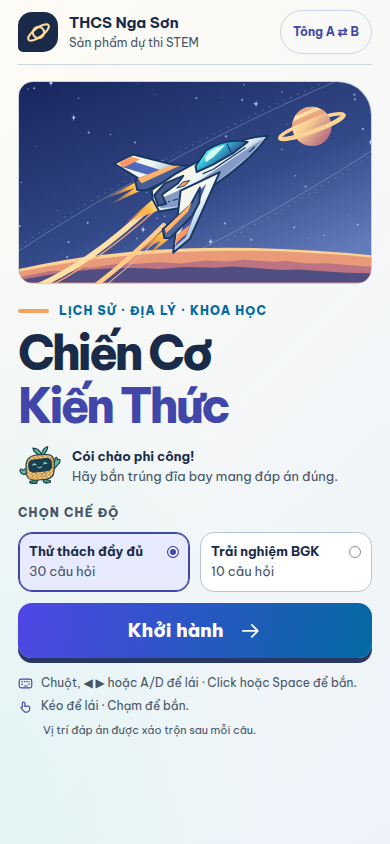 THCS Nga Sơn
Sản phẩm dự thi STEM
Tông A ⇄ B
LỊCH SỬ · ĐỊA LÝ · KHOA HỌC
Chiến Cơ
Kiến Thức
Cói chào phi công!
Hãy bắn trúng đĩa bay mang đáp án đúng.
CHỌN CHẾ ĐỘ
Thử thách đầy đủ
30 câu hỏi
Trải nghiệm BGK
10 câu hỏi
Khởi hành →
Chuột, ◀ ▶ hoặc A/D để lái · Click hoặc Space để bắn.
Kéo để lái · Chạm để bắn.
Vị trí đáp án được xáo trộn sau mỗi câu.